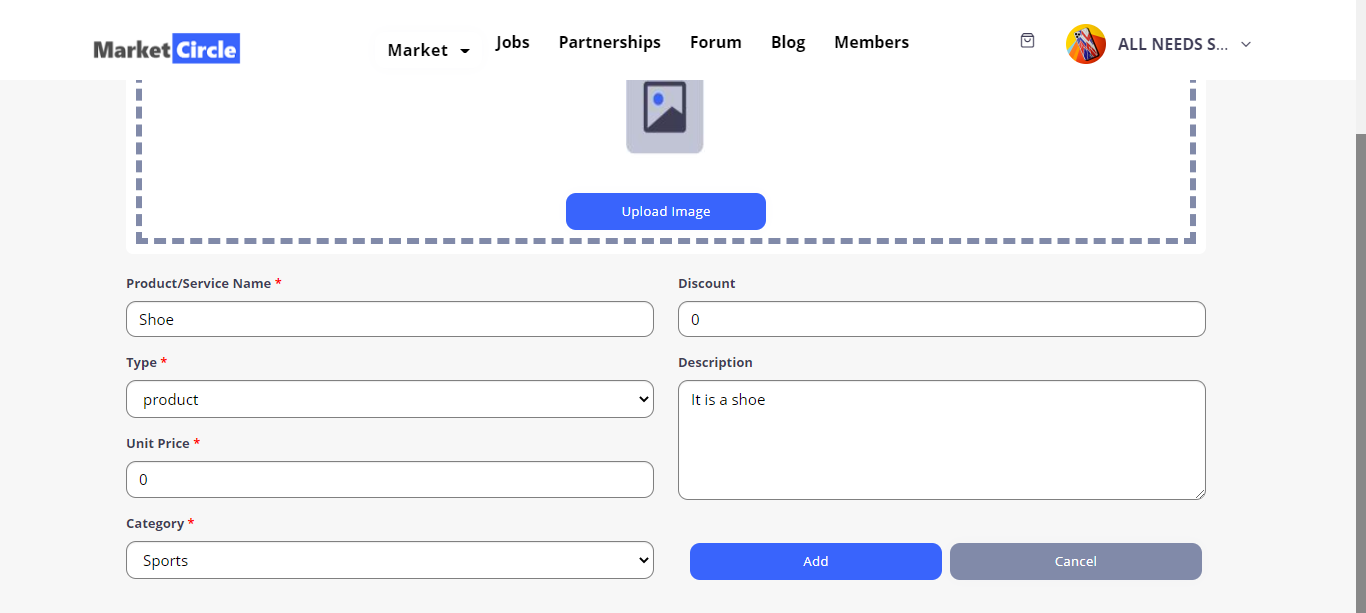 Market Circle
Market
Jobs
Partnerships
Forum
Blog
Members
ALL NEEDS S...
Upload Image
Product/Service Name *
Shoe
Discount
0
Type *
product
Description
It is a shoe
Unit Price *
0
Category *
Sports
Add
Cancel